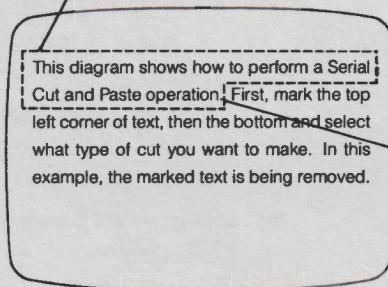 This diagram shows how to perform a Serial
Cut and Paste operation. First, mark the top
left corner of text, then the bottom and select
what type of cut you want to make. In this
example, the marked text is being removed.